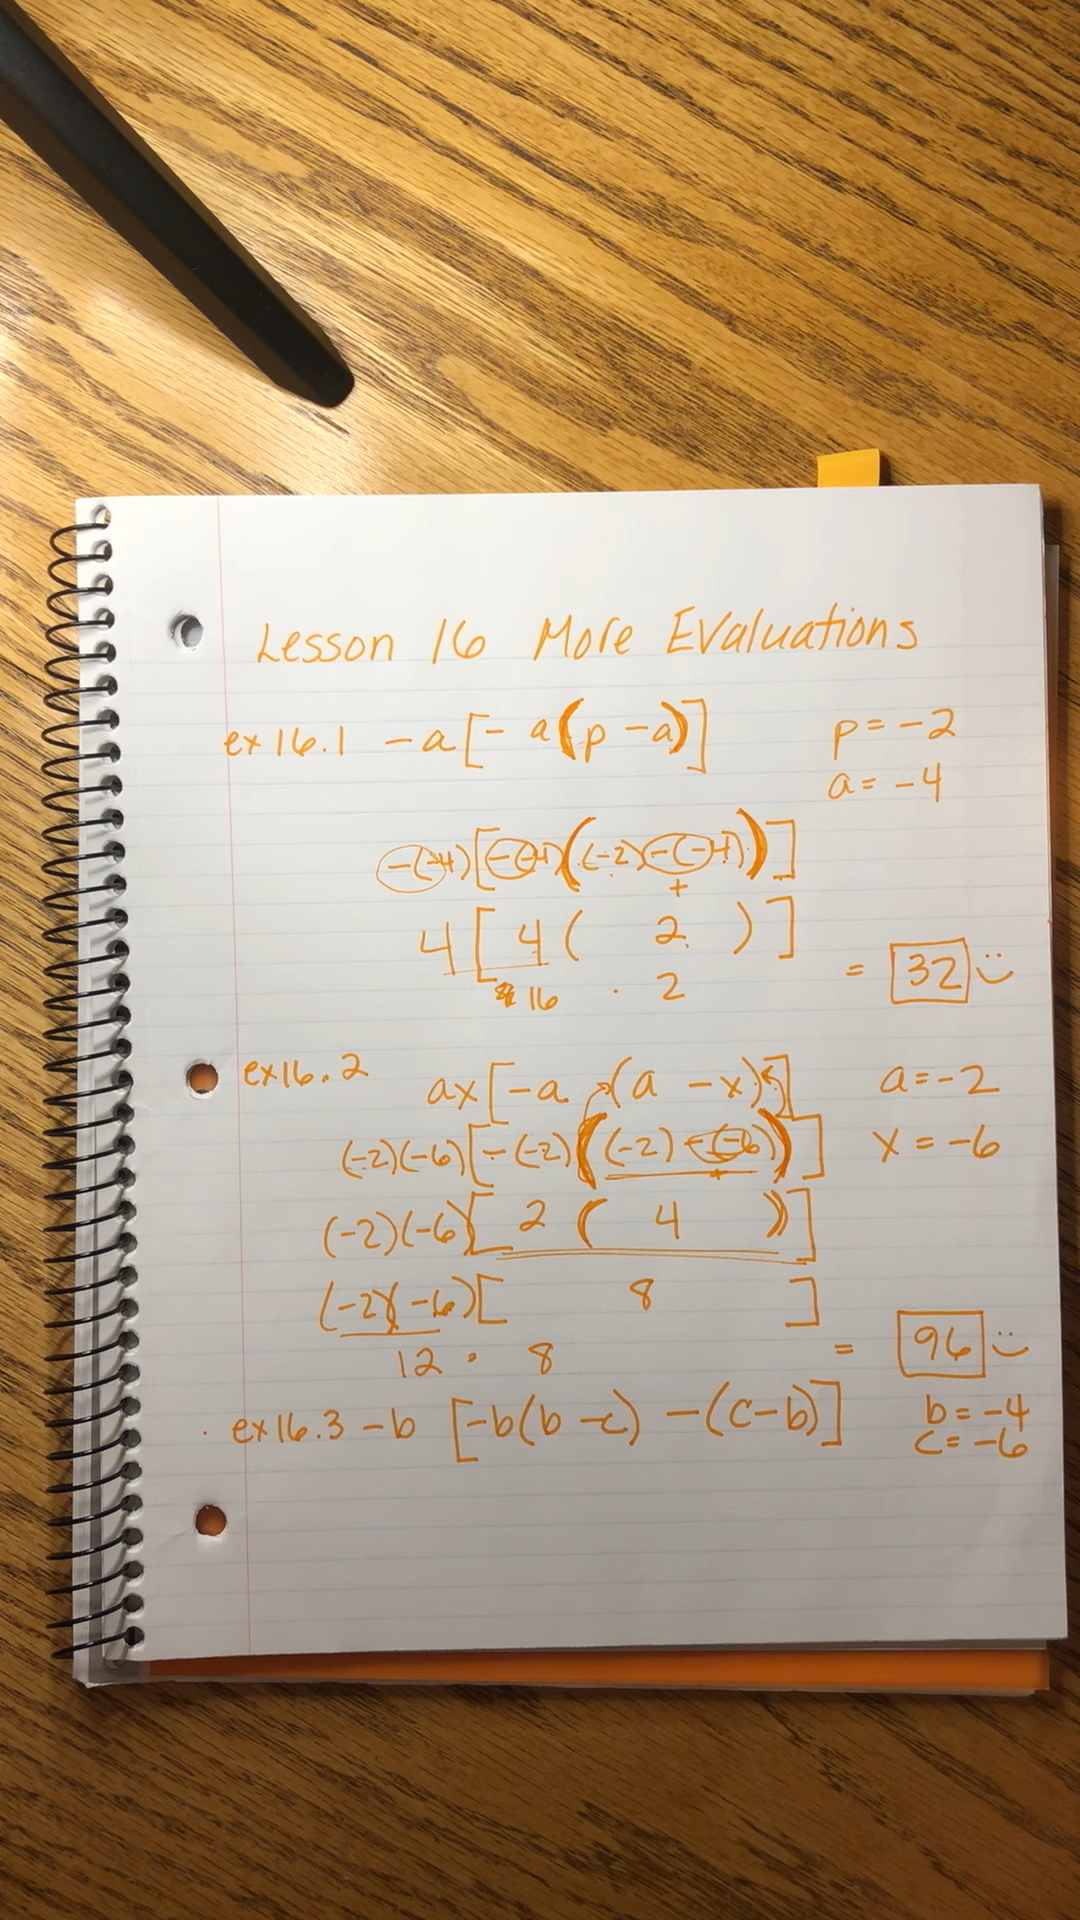 Lesson 16 More Evaluations
ex 16.1 -a[-a(p-a)] p=-2
a=-4
-(-4)[-(-4)((-2)-(-4))]
+
4[4( 2 )]
= 32
16 · 2
ex16.2 ax[-a(a-x)] a=-2
(-2)(-6)[-(-2)((-2)-(-6))] x=-6
+
(-2)(-6)[2(4)]
(-2)(-6)[ 8 ]
12 · 8 = 96
ex16.3 -b [-b(b-c) -(c-b)] b=-4
c=-6